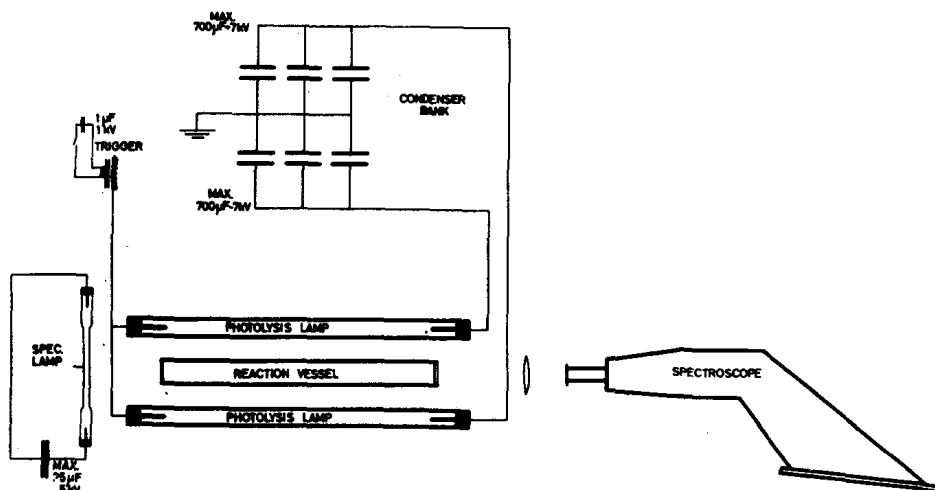 MAX.
700µF-7kV
CONDENSER
BANK
1µF
1kV
TRIGGER
MAX.
700µF-7kV
PHOTOLYSIS LAMP
SPEC.
LAMP
REACTION VESSEL
SPECTROSCOPE
PHOTOLYSIS LAMP
MAX.
25µF